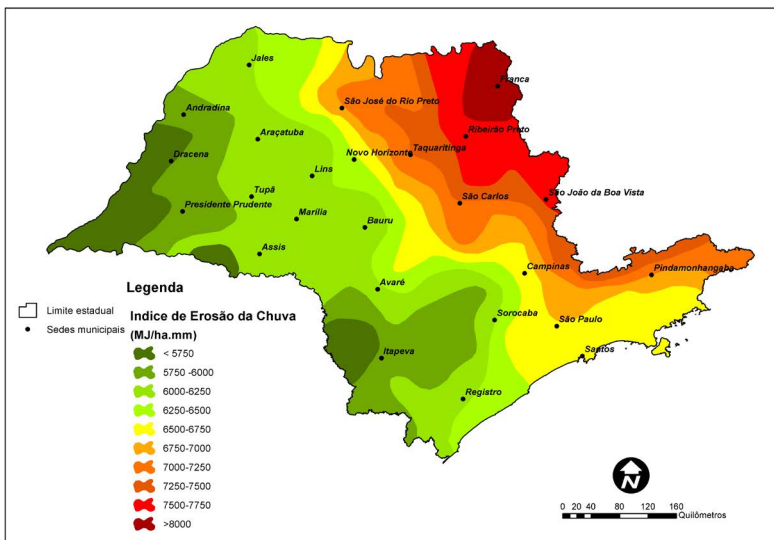 Jales
Franca
São José do Rio Preto
Andradina
Ribeirão Preto
Araçatuba
Novo Horizonte
Taquaritinga
Dracena
Lins
Tupã
São João da Boa Vista
São Carlos
Presidente Prudente
Marília
Bauru
Assis
Campinas
Pindamonhangaba
Avaré
Sorocaba
São Paulo
Itapeva
Santos
Registro
Legenda
Limite estadual
Sedes municipais
Indice de Erosão da Chuva
(MJ/ha.mm)
< 5750
5750 -6000
6000-6250
6250-6500
6500-6750
6750-7000
7000-7250
7250-7500
7500-7750
>8000
N
0 20 40 80 120 160
Quilômetros